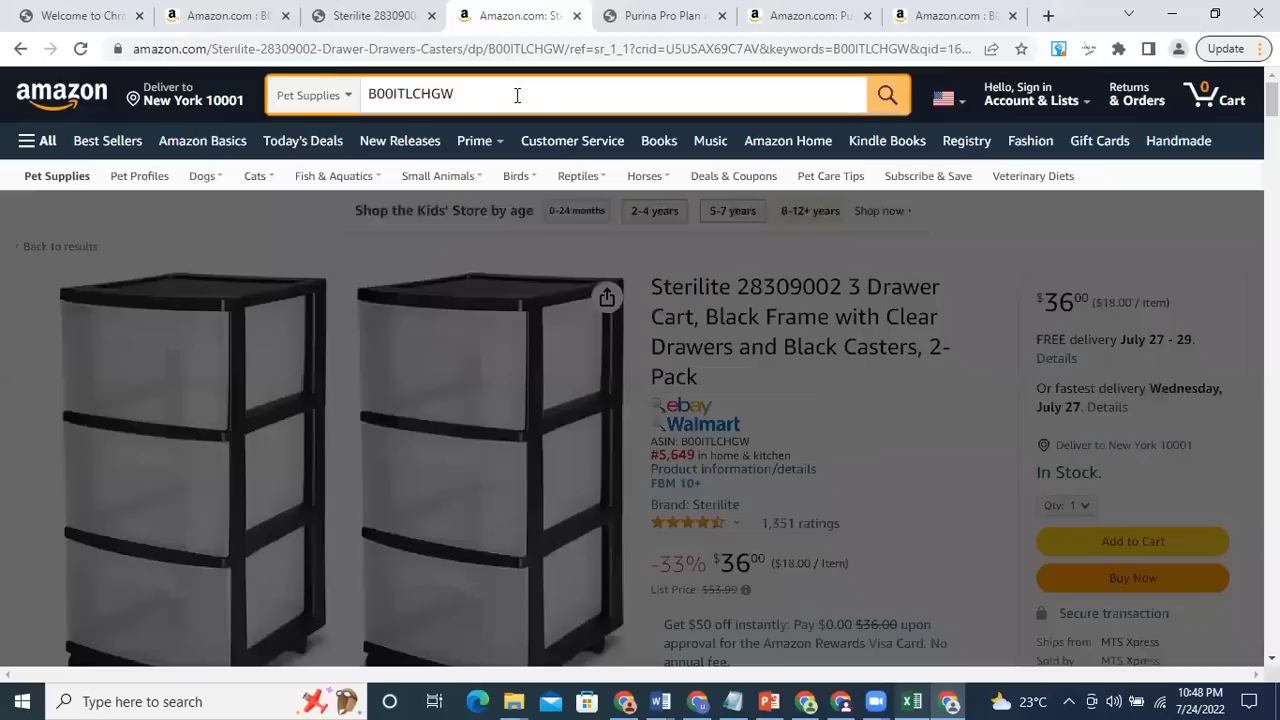 Welcome to Chr
Amazon.com : B0
Sterilite 2830900
Amazon.com: Ste
Purina Pro Plan
Amazon.com: Pu
Amazon.com : B0
amazon.com/Sterilite-28309002-Drawer-Drawers-Casters/dp/B00ITLCHGW/ref=sr_1_1?crid=U5USAX69C7AV&keywords=B00ITLCHGW&qid=16...
Update
amazon
Deliver to
New York 10001
Pet Supplies
B00ITLCHGW
Hello, Sign in
Account & Lists
Returns
& Orders
0
Cart
All
Best Sellers
Amazon Basics
Today's Deals
New Releases
Prime
Customer Service
Books
Music
Amazon Home
Kindle Books
Registry
Fashion
Gift Cards
Handmade
Pet Supplies
Pet Profiles
Dogs
Cats
Fish & Aquatics
Small Animals
Birds
Reptiles
Horses
Deals & Coupons
Pet Care Tips
Subscribe & Save
Veterinary Diets
Shop the Kids' Store by age
0-24 months
2-4 years
5-7 years
8-12+ years
Shop now
‹ Back to results
Sterilite 28309002 3 Drawer
Cart, Black Frame with Clear
Drawers and Black Casters, 2-
Pack
ebay
Walmart
ASIN: B00ITLCHGW
#5,649 in home & kitchen
Product information/details
FBM 10+
Brand: Sterilite
1,351 ratings
-33% $3600 ($18.00 / Item)
List Price: $53.99
Get $50 off instantly: Pay $0.00 $36.00 upon
approval for the Amazon Rewards Visa Card. No
annual fee.
$3600 ($18.00 / Item)
FREE delivery July 27 - 29.
Details
Or fastest delivery Wednesday,
July 27. Details
Deliver to New York 10001
In Stock.
Qty: 1
Add to Cart
Buy Now
Secure transaction
Ships from MTS Xpress
Sold by MTS Xpress
Type here to search
23°C
10:48 PM
7/24/2022